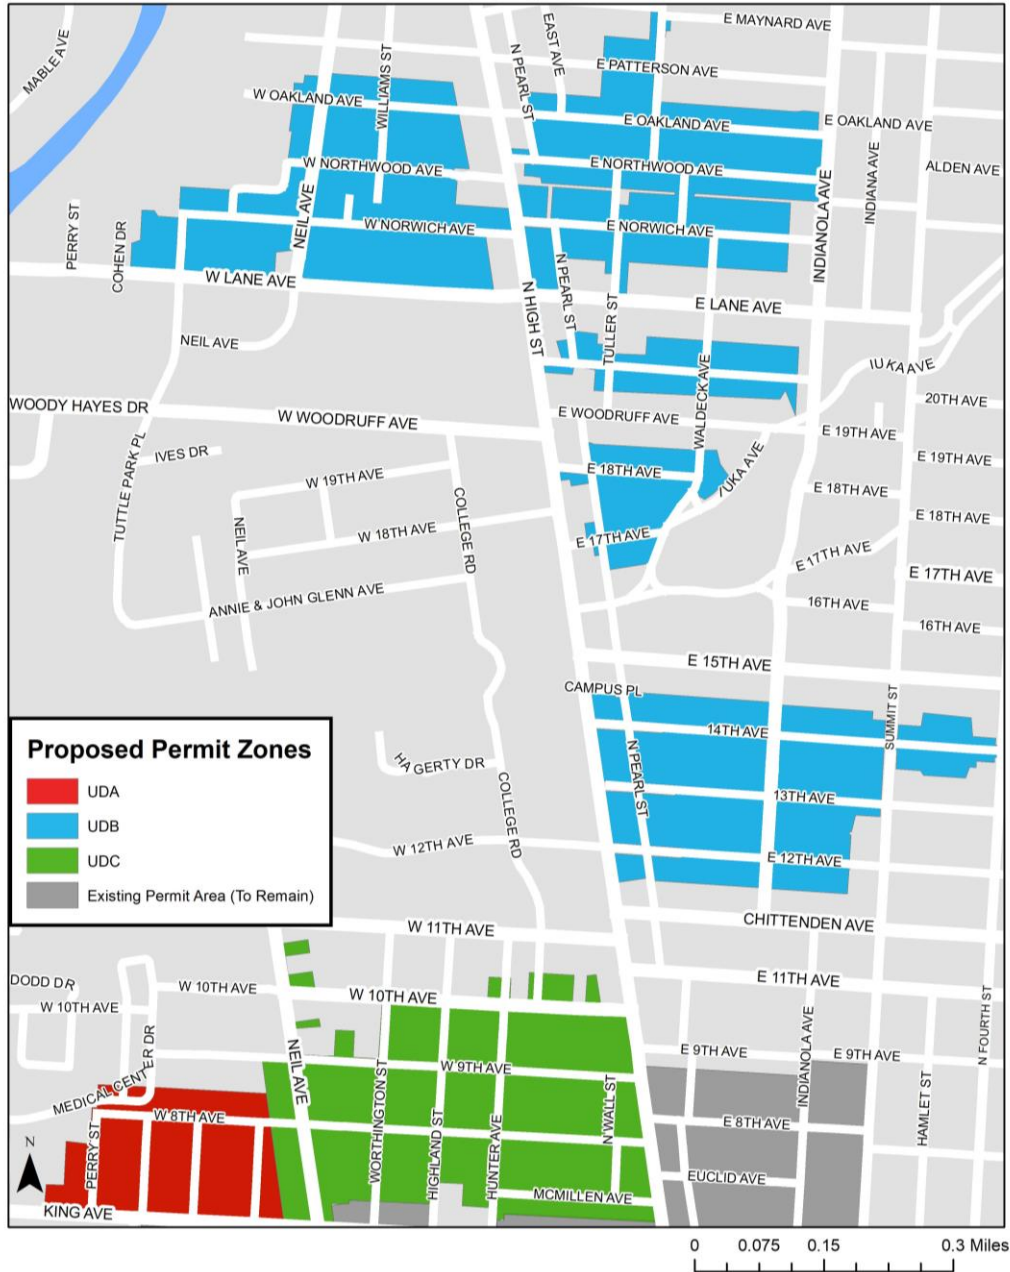 E MAYNARD AVE
MABLE AVE
EAST AVE
WILLIAMS ST
N PEARL ST
E PATTERSON AVE
W OAKLAND AVE
E OAKLAND AVE
E OAKLAND AVE
INDIANA AVE
W NORTHWOOD AVE
E NORTHWOOD AVE
ALDEN AVE
NEIL AVE
INDIANOLA AVE
PERRY ST
COHEN DR
W NORWICH AVE
E NORWICH AVE
W LANE AVE
N PEARL ST
N HIGH ST
E LANE AVE
TULLER ST
NEIL AVE
WALDECK AVE
IUKA AVE
WOODY HAYES DR
W WOODRUFF AVE
E WOODRUFF AVE
20TH AVE
E 19TH AVE
TUTTLE PARK PL
IVES DR
W 19TH AVE
E 18TH AVE
IUKA AVE
E 19TH AVE
COLLEGE RD
E 18TH AVE
E 18TH AVE
NEIL AVE
W 18TH AVE
E 17TH AVE
E 17TH AVE
E 17TH AVE
ANNIE & JOHN GLENN AVE
16TH AVE
16TH AVE
E 15TH AVE
CAMPUS PL
SUMMIT ST
Proposed Permit Zones
UDA
UDB
UDC
Existing Permit Area (To Remain)
14TH AVE
HAGERTY DR
N PEARL ST
COLLEGE RD
13TH AVE
W 12TH AVE
E 12TH AVE
W 11TH AVE
CHITTENDEN AVE
DODD DR
W 10TH AVE
W 10TH AVE
W 10TH AVE
E 11TH AVE
N FOURTH ST
MEDICAL CENTER DR
NEIL AVE
W 9TH AVE
E 9TH AVE
INDIANOLA AVE
E 9TH AVE
W 8TH AVE
WORTHINGTON ST
HIGHLAND ST
HUNTER AVE
N WALL ST
E 8TH AVE
HAMLET ST
N
PERRY ST
EUCLID AVE
KING AVE
MCMILLEN AVE
0 0.075 0.15 0.3 Miles